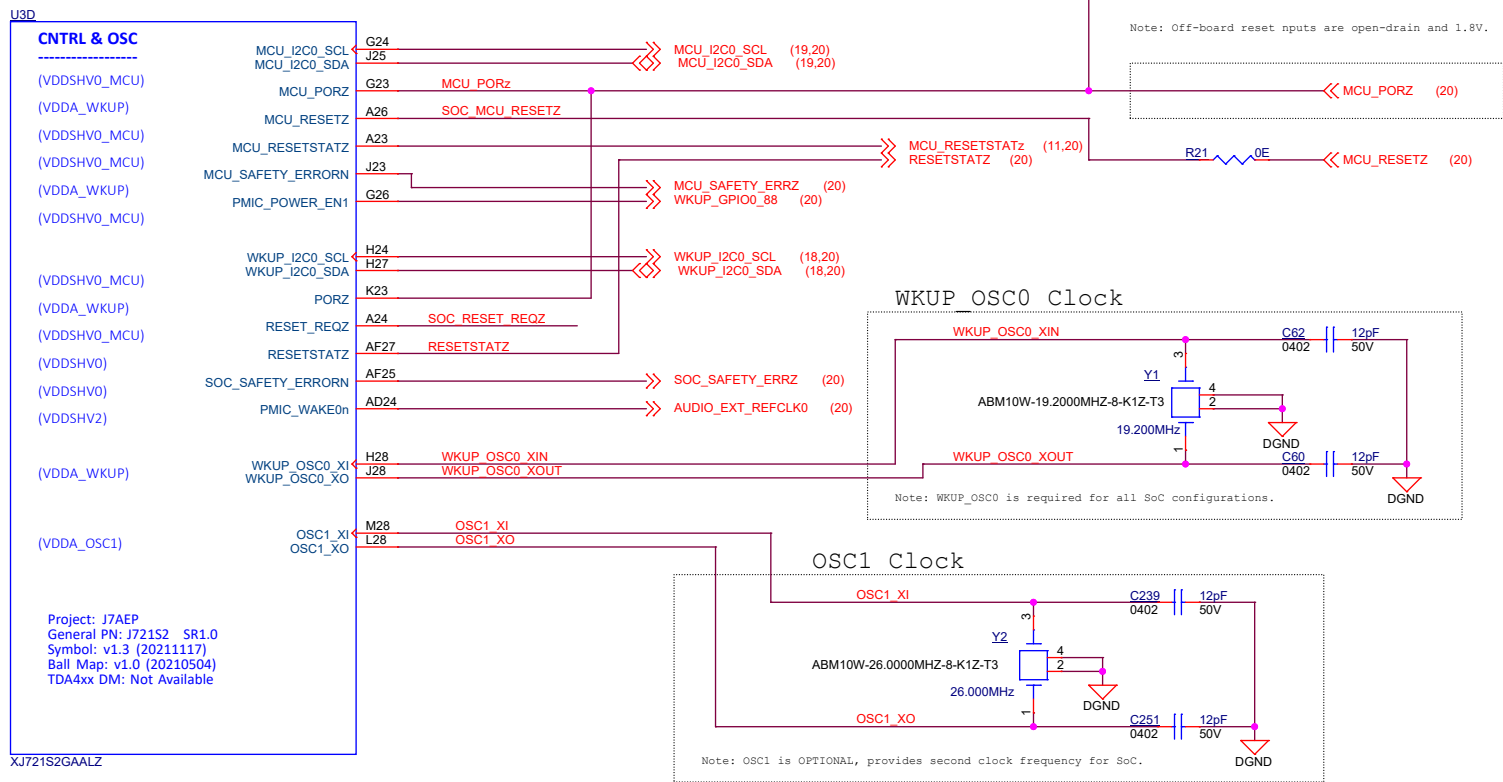 U3D
CNTRL & OSC
------------------
(VDDSHV0_MCU)
(VDDA_WKUP)
(VDDSHV0_MCU)
(VDDSHV0_MCU)
(VDDA_WKUP)
(VDDSHV0_MCU)
(VDDSHV0_MCU)
(VDDA_WKUP)
(VDDSHV0_MCU)
(VDDSHV0)
(VDDSHV0)
(VDDSHV2)
(VDDA_WKUP)
(VDDA_OSC1)
MCU_I2C0_SCL G24 MCU_I2C0_SCL (19,20)
MCU_I2C0_SDA J25 MCU_I2C0_SDA (19,20)
MCU_PORZ G23 MCU_PORz MCU_PORZ (20)
MCU_RESETZ A26 SOC_MCU_RESETZ
MCU_RESETSTATZ A23 MCU_RESETSTATz (11,20)
RESETSTATZ (20)
R21 0E MCU_RESETZ (20)
MCU_SAFETY_ERRORN J23 MCU_SAFETY_ERRZ (20)
PMIC_POWER_EN1 G26 WKUP_GPIO0_88 (20)
WKUP_I2C0_SCL H24 WKUP_I2C0_SCL (18,20)
WKUP_I2C0_SDA H27 WKUP_I2C0_SDA (18,20)
PORZ K23
RESET_REQZ A24 SOC_RESET_REQZ
RESETSTATZ AF27 RESETSTATZ
SOC_SAFETY_ERRORN AF25 SOC_SAFETY_ERRZ (20)
PMIC_WAKE0n AD24 AUDIO_EXT_REFCLK0 (20)
WKUP_OSC0_XI H28 WKUP_OSC0_XIN
WKUP_OSC0_XO J28 WKUP_OSC0_XOUT
OSC1_XI M28 OSC1_XI
OSC1_XO L28 OSC1_XO
Note: Off-board reset nputs are open-drain and 1.8V.
WKUP_OSC0 Clock
WKUP_OSC0_XIN
C62 12pF
0402 50V
3
Y1
4
ABM10W-19.2000MHZ-8-K1Z-T3 2
19.200MHz
DGND
1
WKUP_OSC0_XOUT
C60 12pF
0402 50V
DGND
Note: WKUP_OSC0 is required for all SoC configurations.
OSC1 Clock
OSC1_XI
C239 12pF
0402 50V
3
Y2
4
ABM10W-26.0000MHZ-8-K1Z-T3 2
26.000MHz
DGND
1
OSC1_XO
C251 12pF
0402 50V
DGND
Note: OSC1 is OPTIONAL, provides second clock frequency for SoC.
Project: J7AEP
General PN: J721S2 SR1.0
Symbol: v1.3 (20211117)
Ball Map: v1.0 (20210504)
TDA4xx DM: Not Available
XJ721S2GAALZ